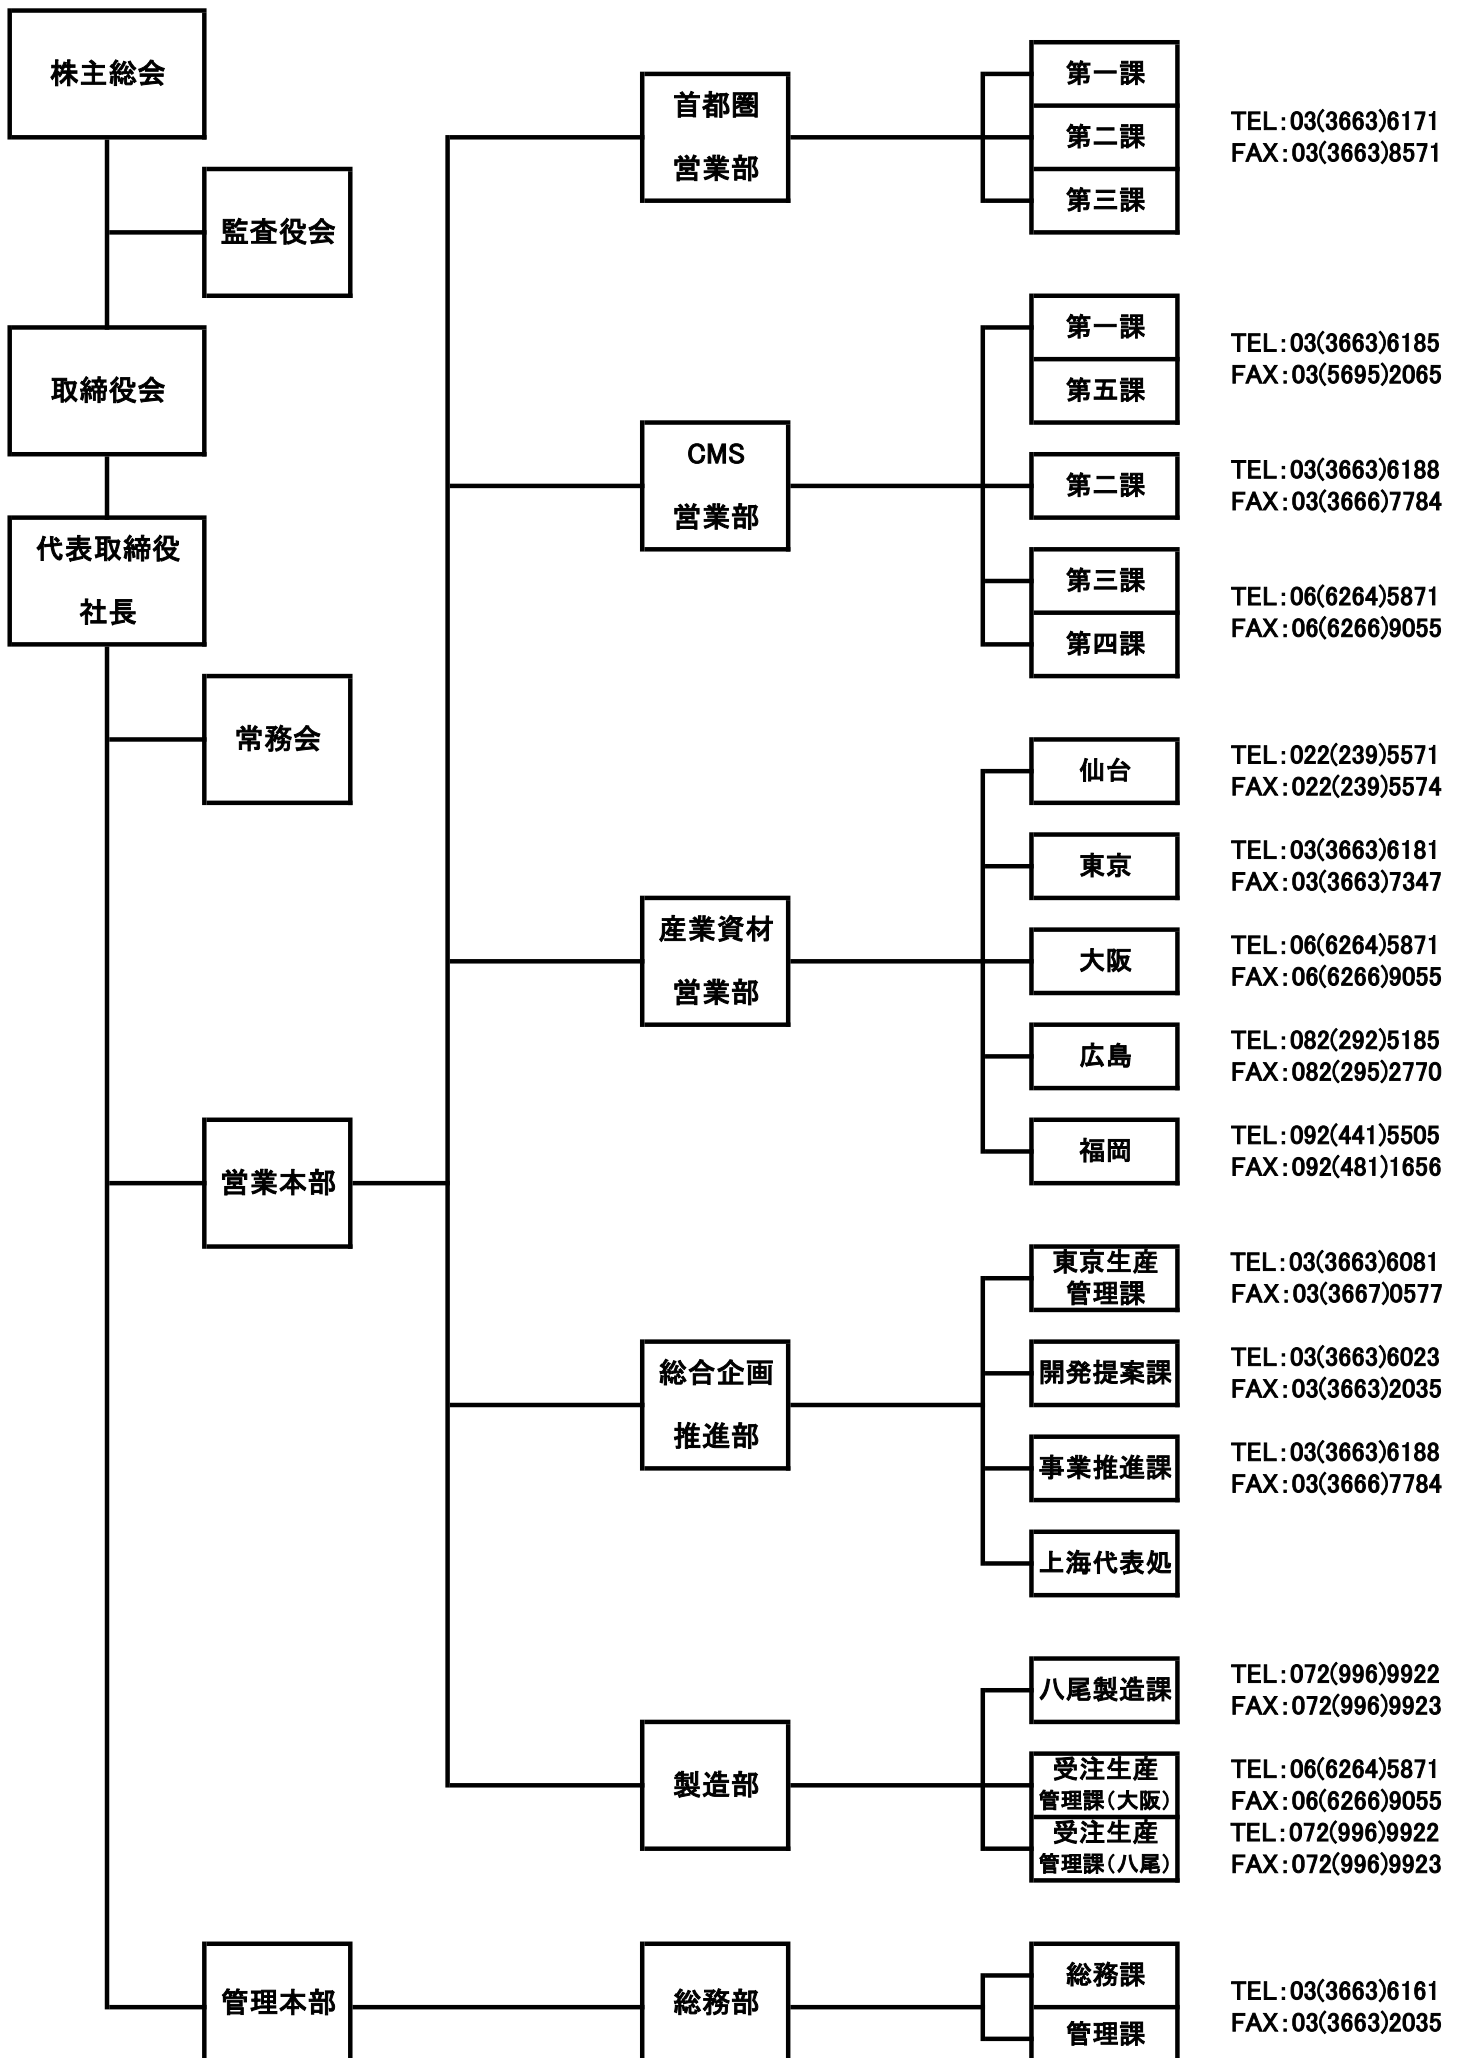 株主総会
監査役会
取締役会
代表取締役
社長
常務会
営業本部
管理本部
首都圏
営業部
第一課
第二課
第三課
TEL:03(3663)6171
FAX:03(3663)8571
CMS
営業部
第一課
第五課
TEL:03(3663)6185
FAX:03(5695)2065
第二課
TEL:03(3663)6188
FAX:03(3666)7784
第三課
第四課
TEL:06(6264)5871
FAX:06(6266)9055
産業資材
営業部
仙台
TEL:022(239)5571
FAX:022(239)5574
東京
TEL:03(3663)6181
FAX:03(3663)7347
大阪
TEL:06(6264)5871
FAX:06(6266)9055
広島
TEL:082(292)5185
FAX:082(295)2770
福岡
TEL:092(441)5505
FAX:092(481)1656
総合企画
推進部
東京生産
管理課
TEL:03(3663)6081
FAX:03(3667)0577
開発提案課
TEL:03(3663)6023
FAX:03(3663)2035
事業推進課
TEL:03(3663)6188
FAX:03(3666)7784
上海代表処
製造部
八尾製造課
TEL:072(996)9922
FAX:072(996)9923
受注生産
管理課(大阪)
TEL:06(6264)5871
FAX:06(6266)9055
受注生産
管理課(八尾)
TEL:072(996)9922
FAX:072(996)9923
総務部
総務課
管理課
TEL:03(3663)6161
FAX:03(3663)2035